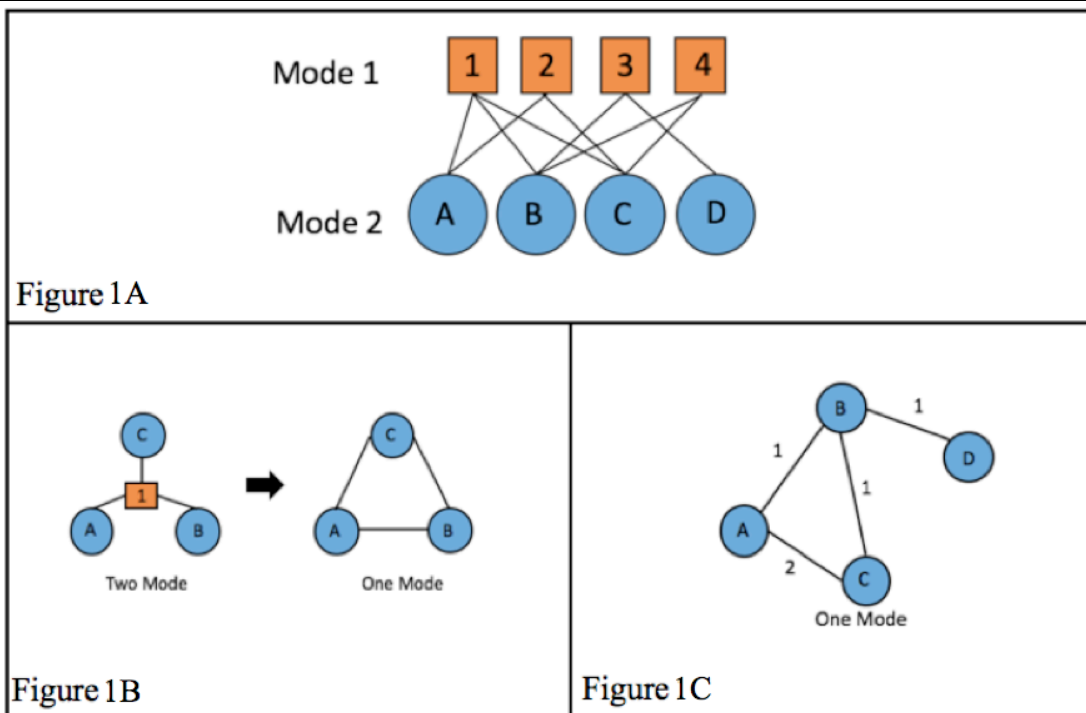 Mode 1
1 2 3 4
Mode 2
A B C D
Figure 1A
C
1
A B
Two Mode
C
A B
One Mode
Figure 1B
B
1
D
1
1
A
2
C
One Mode
Figure 1C